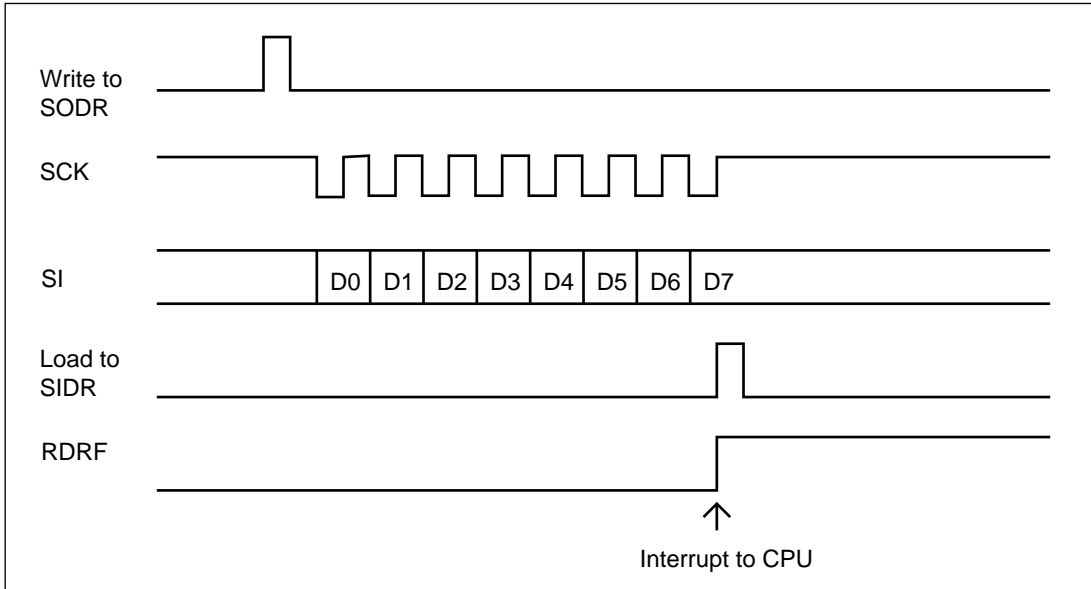 Write to
SODR
SCK
SI
D0 D1 D2 D3 D4 D5 D6 D7
Load to
SIDR
RDRF
Interrupt to CPU